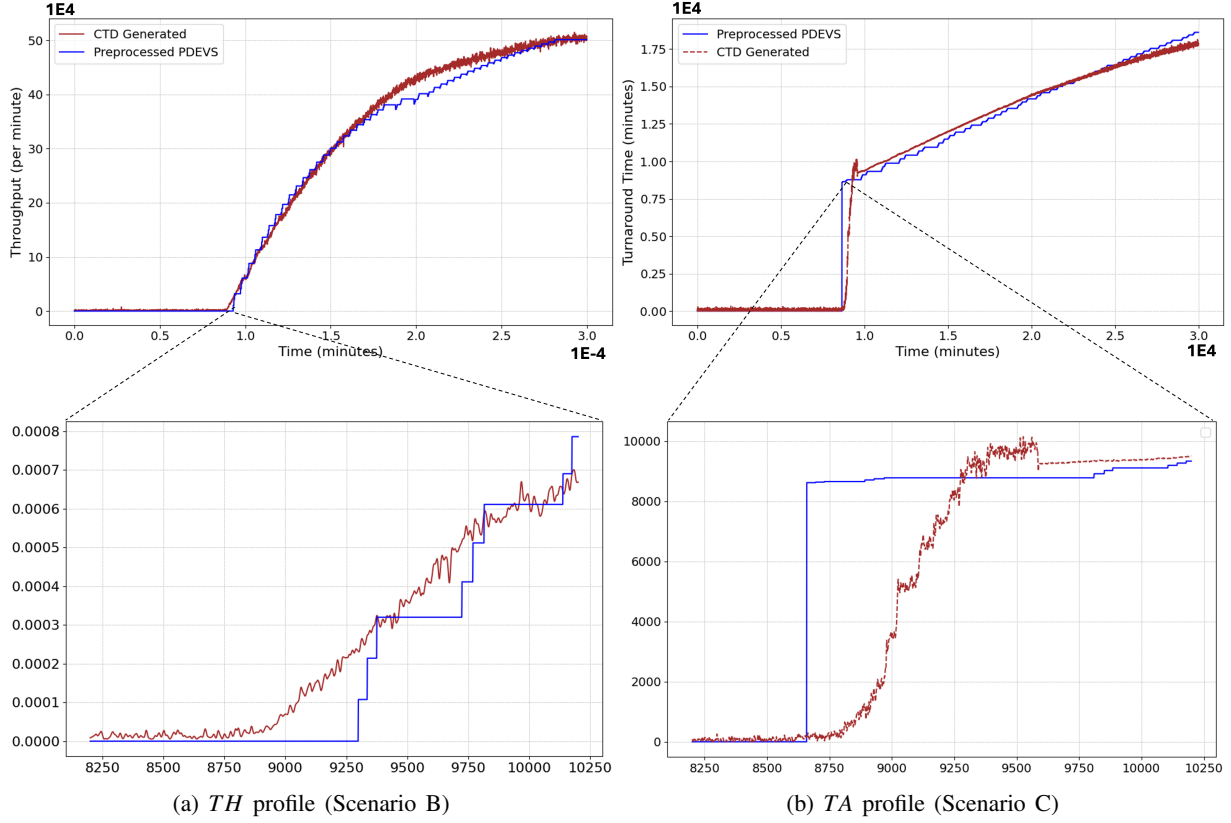 1E4
CTD Generated
Preprocessed PDEVS
50
40
30
20
10
0
Throughput (per minute)
0.0 0.5 1.0 1.5 2.0 2.5 3.0
Time (minutes)
1E-4
1E4
Preprocessed PDEVS
CTD Generated
1.75
1.50
1.25
1.00
0.75
0.50
0.25
0.00
Turnaround Time (minutes)
0.0 0.5 1.0 1.5 2.0 2.5 3.0
Time (minutes)
1E4
0.0008
0.0007
0.0006
0.0005
0.0004
0.0003
0.0002
0.0001
0.0000
8250 8500 8750 9000 9250 9500 9750 10000 10250
(a) TH profile (Scenario B)
10000
8000
6000
4000
2000
0
8250 8500 8750 9000 9250 9500 9750 10000 10250
(b) TA profile (Scenario C)